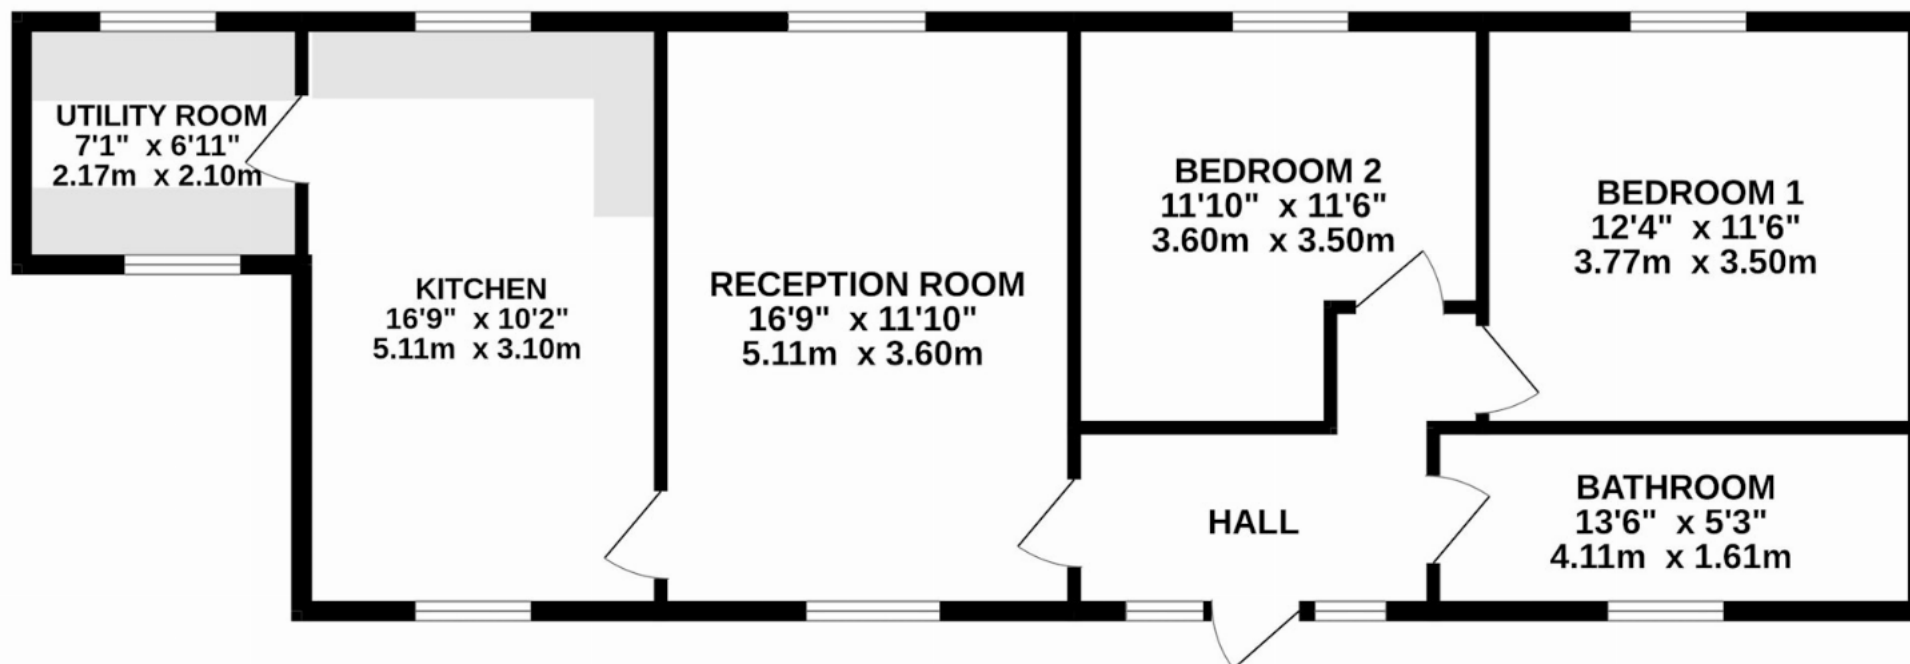 UTILITY ROOM
7'1" x 6'11"
2.17m x 2.10m
KITCHEN
16'9" x 10'2"
5.11m x 3.10m
RECEPTION ROOM
16'9" x 11'10"
5.11m x 3.60m
BEDROOM 2
11'10" x 11'6"
3.60m x 3.50m
BEDROOM 1
12'4" x 11'6"
3.77m x 3.50m
HALL
BATHROOM
13'6" x 5'3"
4.11m x 1.61m